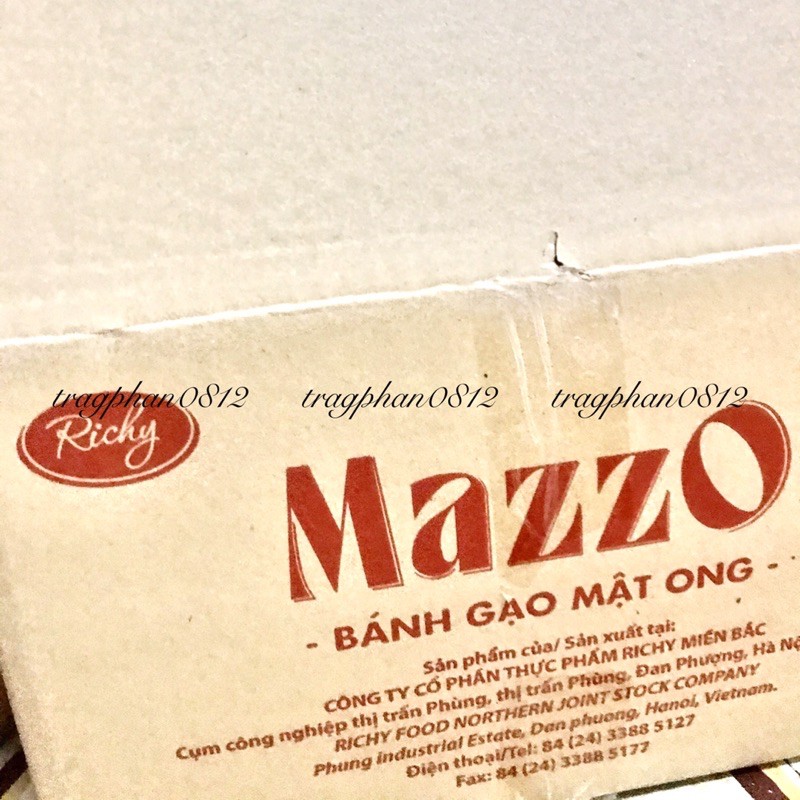 tragphan0812 tragphan0812 tragphan0812
Richy
Mazzo
- BÁNH GẠO MẬT ONG -
Sản phẩm của/ Sản xuất tại:
CÔNG TY CỔ PHẦN THỰC PHẨM RICHY MIỀN BẮC
Cụm công nghiệp thị trấn Phùng, thị trấn Phùng, Đan Phượng, Hà Nộ
RICHY FOOD NORTHERN JOINT STOCK COMPANY
Phung industrial Estate, Dan phuong, Hanoi, Vietnam.
Điện thoại/Tel: 84 (24) 3388 5127
Fax: 84 (24) 3388 5177